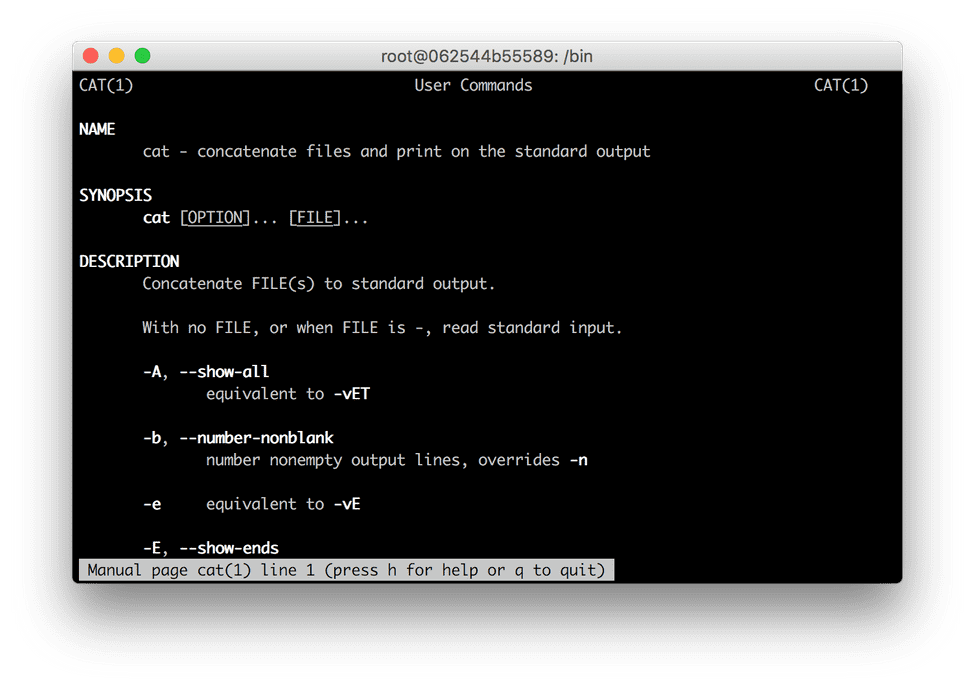 root@062544b55589: /bin
CAT(1) User Commands CAT(1)
NAME
cat - concatenate files and print on the standard output
SYNOPSIS
cat [OPTION]... [FILE]...
DESCRIPTION
Concatenate FILE(s) to standard output.
With no FILE, or when FILE is -, read standard input.
-A, --show-all
equivalent to -vET
-b, --number-nonblank
number nonempty output lines, overrides -n
-e equivalent to -vE
-E, --show-ends
Manual page cat(1) line 1 (press h for help or q to quit)